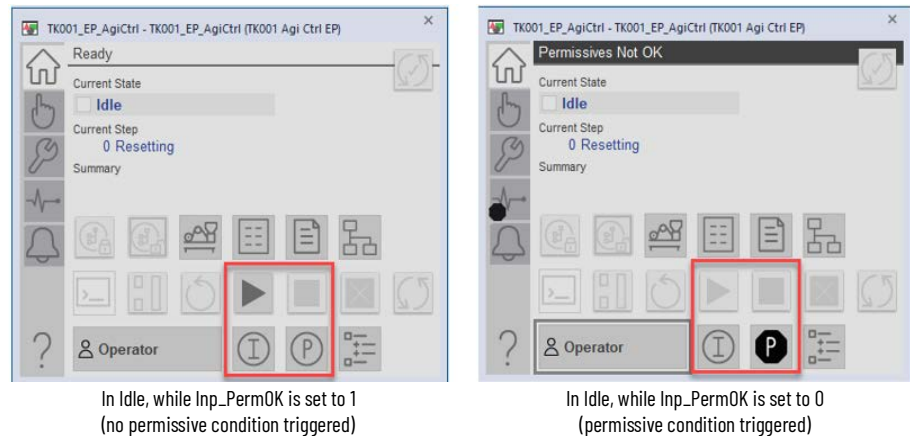 TK001_EP_AgiCtrl - TK001_EP_AgiCtrl (TK001 Agi Ctrl EP)
Ready
Current State
Idle
Current Step
0 Resetting
Summary
>_
I
P
?
Operator
In Idle, while Inp_PermOK is set to 1
(no permissive condition triggered)
TK001_EP_AgiCtrl - TK001_EP_AgiCtrl (TK001 Agi Ctrl EP)
Permissives Not OK
Current State
Idle
Current Step
0 Resetting
Summary
>_
I
P
?
Operator
In Idle, while Inp_PermOK is set to 0
(permissive condition triggered)